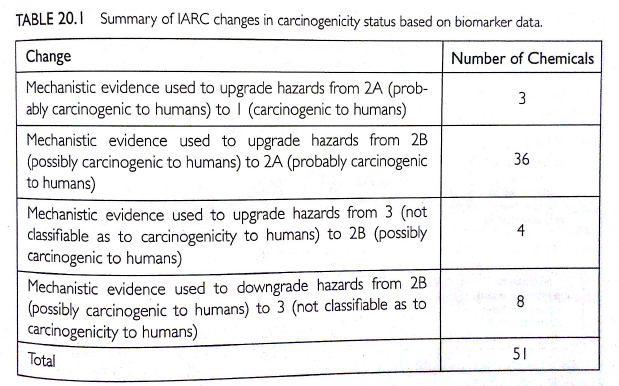 TABLE 20.1 Summary of IARC changes in carcinogenicity status based on biomarker data.
Change Number of Chemicals
Mechanistic evidence used to upgrade hazards from 2A (prob-
ably carcinogenic to humans) to 1 (carcinogenic to humans)
3
Mechanistic evidence used to upgrade hazards from 2B
(possibly carcinogenic to humans) to 2A (probably carcinogenic
to humans)
36
Mechanistic evidence used to upgrade hazards from 3 (not
classifiable as to carcinogenicity to humans) to 2B (possibly
carcinogenic to humans)
4
Mechanistic evidence used to downgrade hazards from 2B
(possibly carcinogenic to humans) to 3 (not classifiable as to
carcinogenicity to humans)
8
Total 51